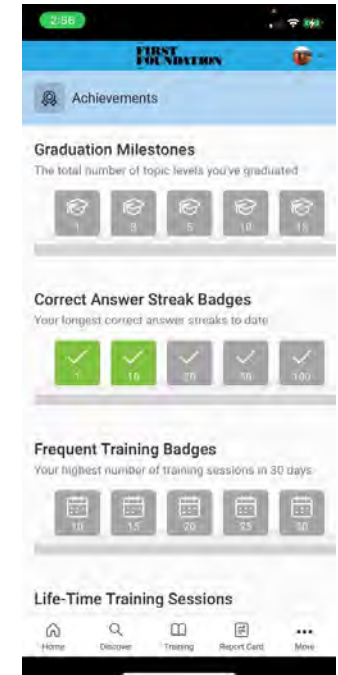 2:56
FIRST
FOUNDATION
Achievements
Graduation Milestones
The total number of topic levels you've graduated
1 3 5 10 15
Correct Answer Streak Badges
Your longest correct answer streaks to date
1 10 20 50 100
Frequent Training Badges
Your highest number of training sessions in 30 days
10 15 20 25 30
Life-Time Training Sessions
Home Discover Training Report Card More